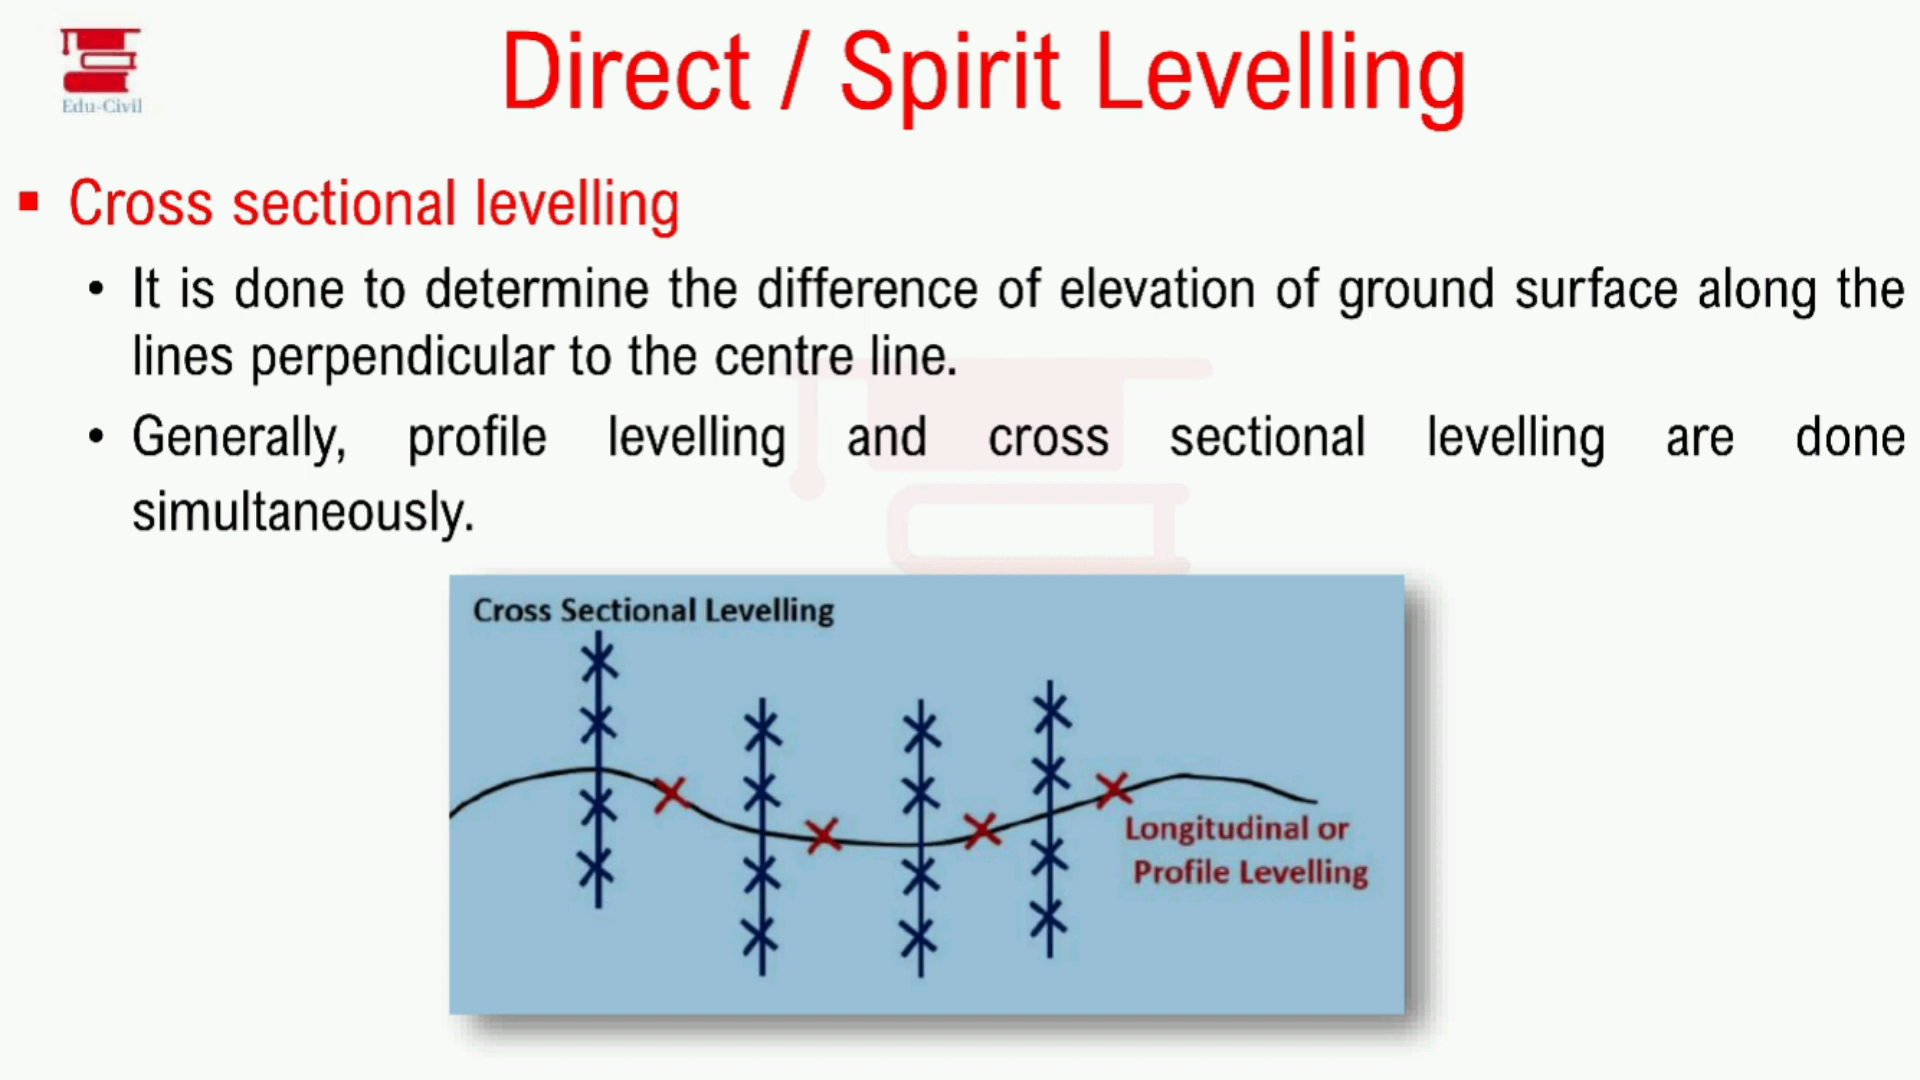 Edu-Civil
Direct / Spirit Levelling
▪ Cross sectional levelling
• It is done to determine the difference of elevation of ground surface along the
lines perpendicular to the centre line.
• Generally, profile levelling and cross sectional levelling are done
simultaneously.
Cross Sectional Levelling
Longitudinal or
Profile Levelling